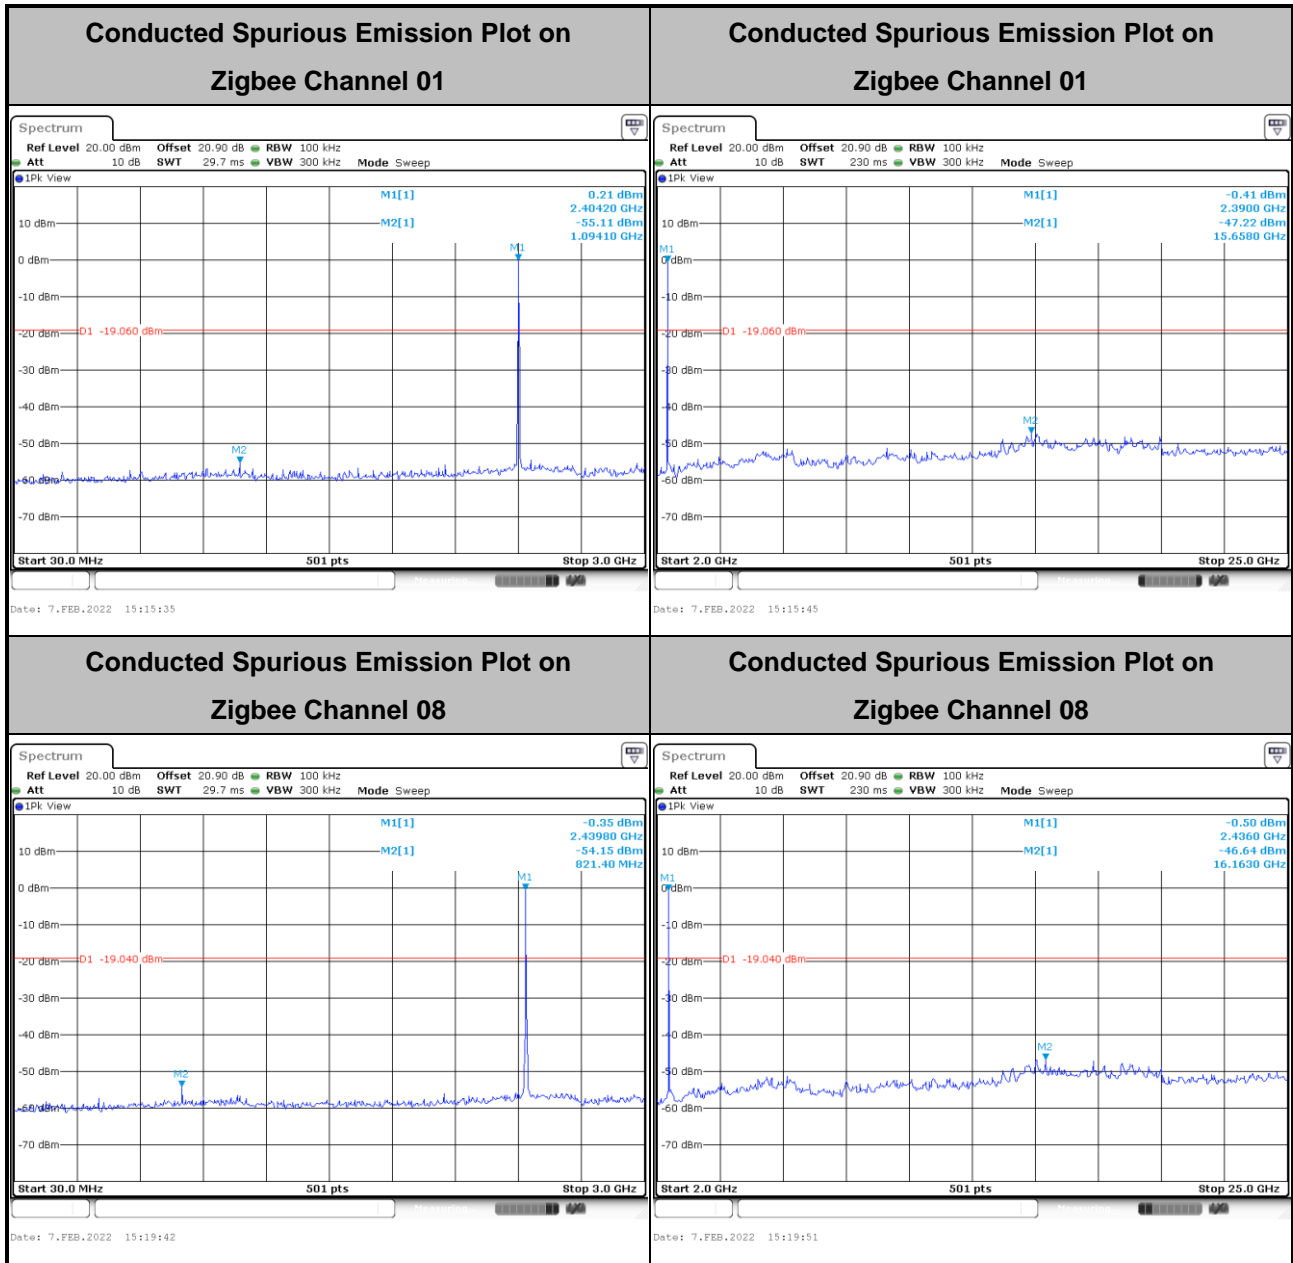 Conducted Spurious Emission Plot on
Zigbee Channel 01
Spectrum
Ref Level 20.00 dBm Offset 20.90 dB RBW 100 kHz
Att 10 dB SWT 29.7 ms VBW 300 kHz Mode Sweep
1Pk View
M1[1] 0.21 dBm
2.40420 GHz
10 dBm M2[1] -55.11 dBm
1.09410 GHz
M1
0 dBm
-10 dBm
-20 dBm D1 -19.060 dBm
-30 dBm
-40 dBm
-50 dBm
M2
-60 dBm
-70 dBm
Start 30.0 MHz 501 pts Stop 3.0 GHz
Measuring
Date: 7.FEB.2022 15:15:35
Conducted Spurious Emission Plot on
Zigbee Channel 01
Spectrum
Ref Level 20.00 dBm Offset 20.90 dB RBW 100 kHz
Att 10 dB SWT 230 ms VBW 300 kHz Mode Sweep
1Pk View
M1[1] -0.41 dBm
2.3900 GHz
10 dBm M2[1] -47.22 dBm
15.6580 GHz
M1
0 dBm
-10 dBm
-20 dBm D1 -19.060 dBm
-30 dBm
-40 dBm
M2
-50 dBm
-60 dBm
-70 dBm
Start 2.0 GHz 501 pts Stop 25.0 GHz
Measuring
Date: 7.FEB.2022 15:15:45
Conducted Spurious Emission Plot on
Zigbee Channel 08
Spectrum
Ref Level 20.00 dBm Offset 20.90 dB RBW 100 kHz
Att 10 dB SWT 29.7 ms VBW 300 kHz Mode Sweep
1Pk View
M1[1] -0.35 dBm
2.43980 GHz
10 dBm M2[1] -54.15 dBm
821.40 MHz
M1
0 dBm
-10 dBm
-20 dBm D1 -19.040 dBm
-30 dBm
-40 dBm
-50 dBm
M2
-60 dBm
-70 dBm
Start 30.0 MHz 501 pts Stop 3.0 GHz
Measuring
Date: 7.FEB.2022 15:19:42
Conducted Spurious Emission Plot on
Zigbee Channel 08
Spectrum
Ref Level 20.00 dBm Offset 20.90 dB RBW 100 kHz
Att 10 dB SWT 230 ms VBW 300 kHz Mode Sweep
1Pk View
M1[1] -0.50 dBm
2.4360 GHz
10 dBm M2[1] -46.64 dBm
16.1630 GHz
M1
0 dBm
-10 dBm
-20 dBm D1 -19.040 dBm
-30 dBm
-40 dBm
M2
-50 dBm
-60 dBm
-70 dBm
Start 2.0 GHz 501 pts Stop 25.0 GHz
Measuring
Date: 7.FEB.2022 15:19:51